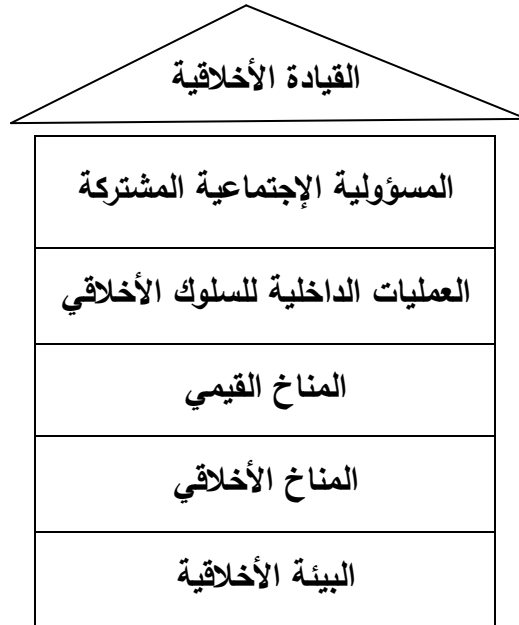 القيادة الأخلاقية
المسؤولية الإجتماعية المشتركة
العمليات الداخلية للسلوك الأخلاقي
المناخ القيمي
المناخ الأخلاقي
البيئة الأخلاقية